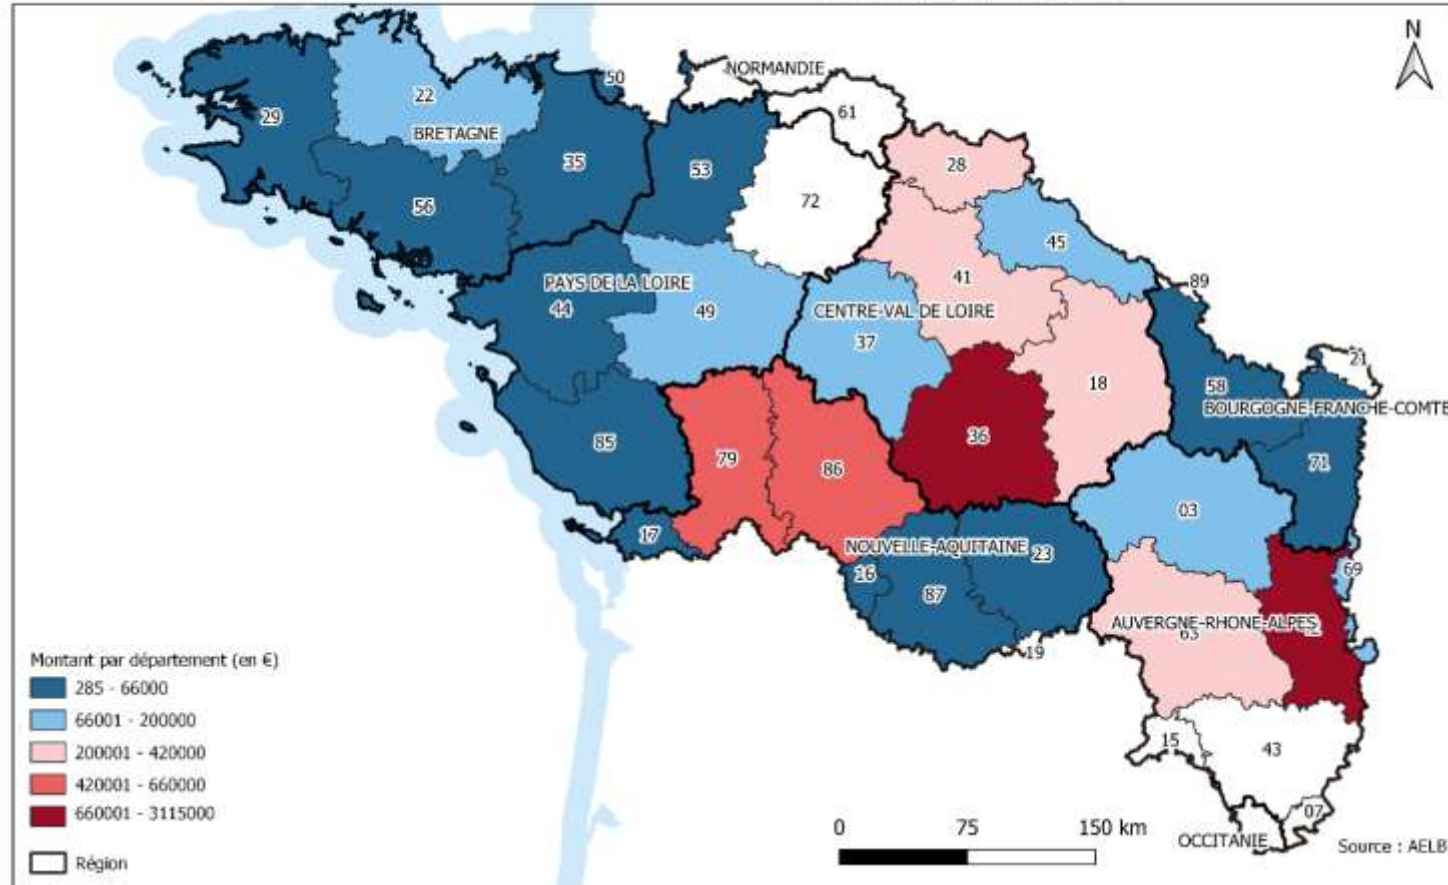 N
NORMANDIE
50
22
61
29
BRETAGNE
35
53
28
72
56
45
41
89
PAYS DE LA LOIRE
44
49
CENTRE-VAL DE LOIRE
37
21
18
58
BOURGOGNE-FRANCHE-COMTE
85
79
86
36
71
03
17
NOUVELLE-AQUITAINE
23
16
69
87
AUVERGNE-RHONE-ALPES
63
19
15
43
07
OCCITANIE
Montant par département (en €)
285 - 66000
66001 - 200000
200001 - 420000
420001 - 660000
660001 - 3115000
Région
0 75 150 km
Source : AELB